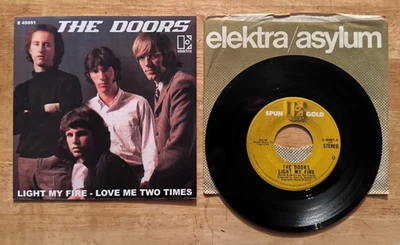 E 45051
THE DOORS
elektra
LIGHT MY FIRE - LOVE ME TWO TIMES
elektra/asylum
SPUN GOLD
STEREO
THE DOORS
LIGHT MY FIRE